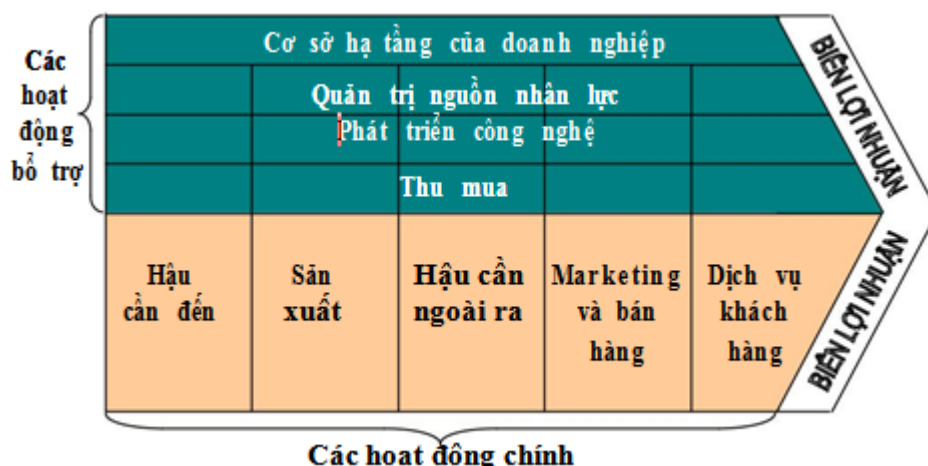 Các
hoạt
động
bổ trợ
Cơ sở hạ tầng của doanh nghiệp
Quản trị nguồn nhân lực
Phát triển công nghệ
Thu mua
Hậu
cần đến
Sản
xuất
Hậu cần
ngoài ra
Marketing
và bán
hàng
Dịch vụ
khách
hàng
BIÊN LỢI NHUẬN
BIÊN LỢI NHUẬN
Các hoạt động chính